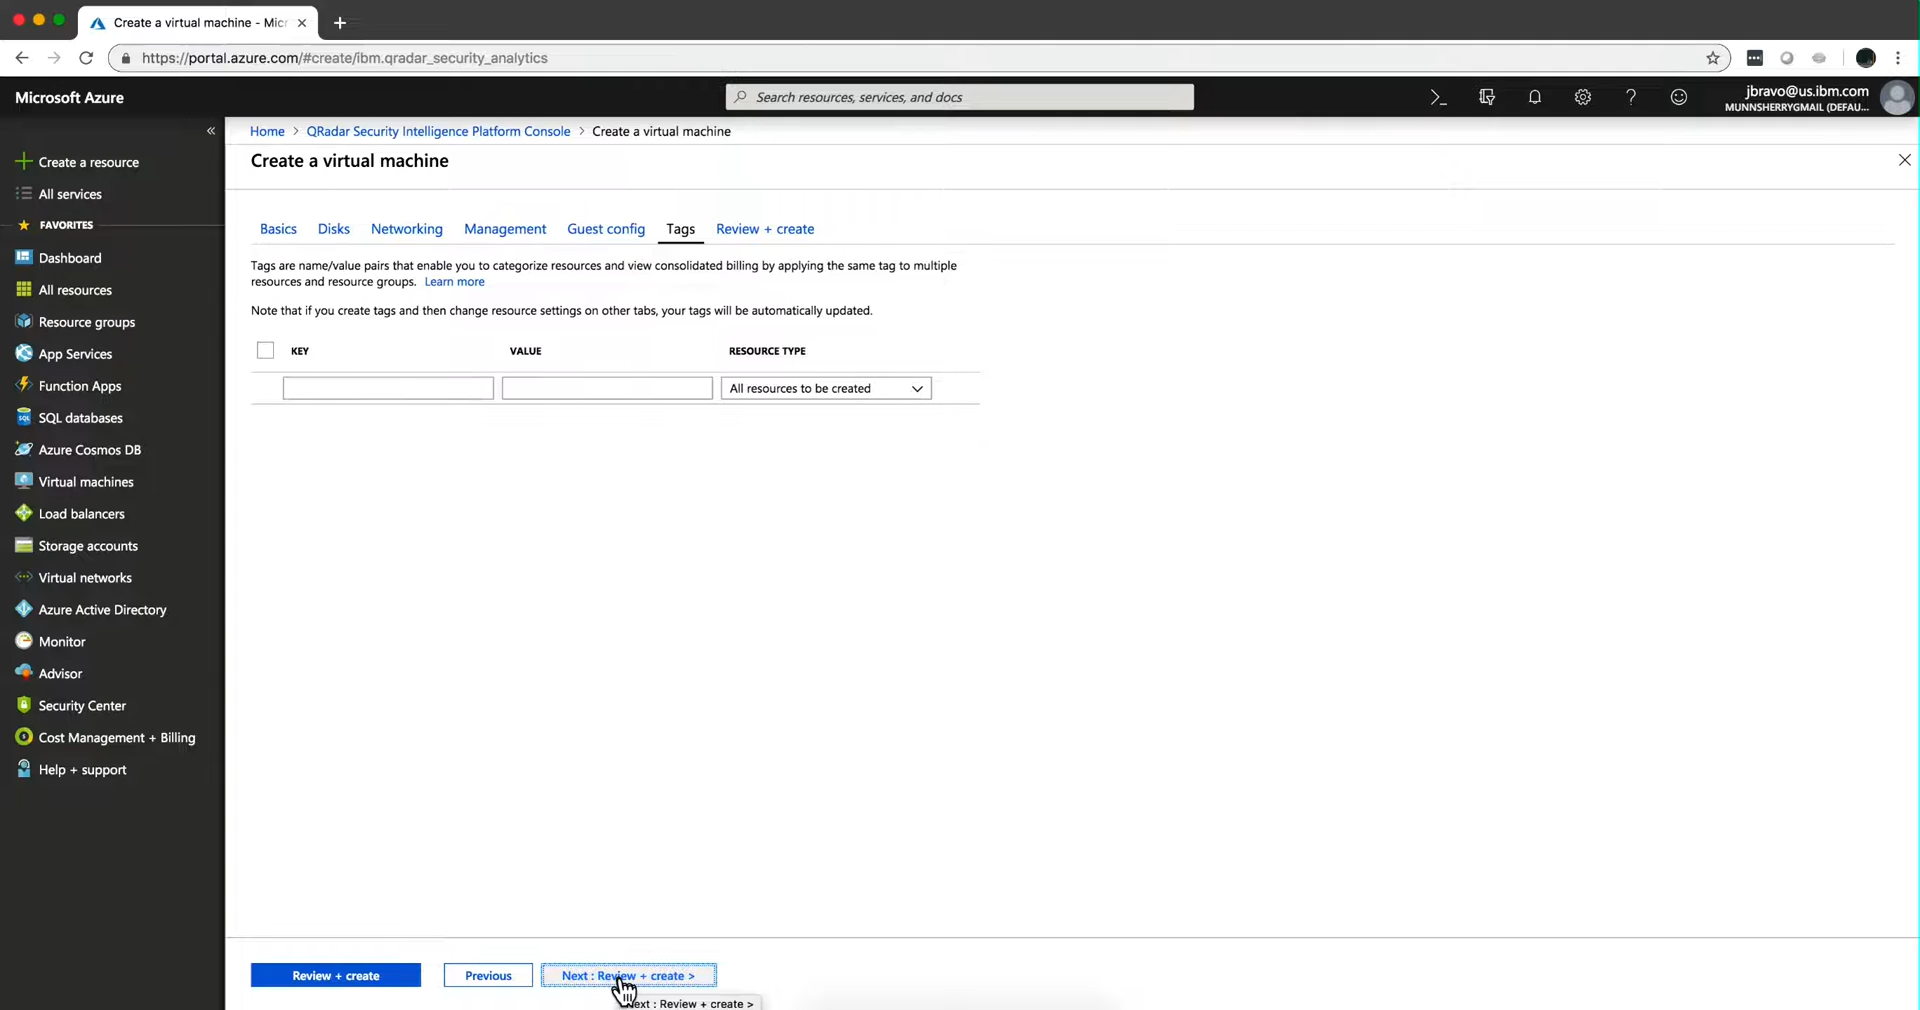 Create a virtual machine - Micr
https://portal.azure.com/#create/ibm.qradar_security_analytics
Microsoft Azure
Search resources, services, and docs
jbravo@us.ibm.com
MUNNSHERRYGMAIL (DEFAU...
Home > QRadar Security Intelligence Platform Console > Create a virtual machine
Create a virtual machine
Create a resource
All services
FAVORITES
Dashboard
All resources
Resource groups
App Services
Function Apps
SQL databases
Azure Cosmos DB
Virtual machines
Load balancers
Storage accounts
Virtual networks
Azure Active Directory
Monitor
Advisor
Security Center
Cost Management + Billing
Help + support
Basics Disks Networking Management Guest config Tags Review + create
Tags are name/value pairs that enable you to categorize resources and view consolidated billing by applying the same tag to multiple
resources and resource groups. Learn more
Note that if you create tags and then change resource settings on other tabs, your tags will be automatically updated.
KEY VALUE RESOURCE TYPE
All resources to be created
Review + create Previous Next : Review + create >
ext : Review + create >